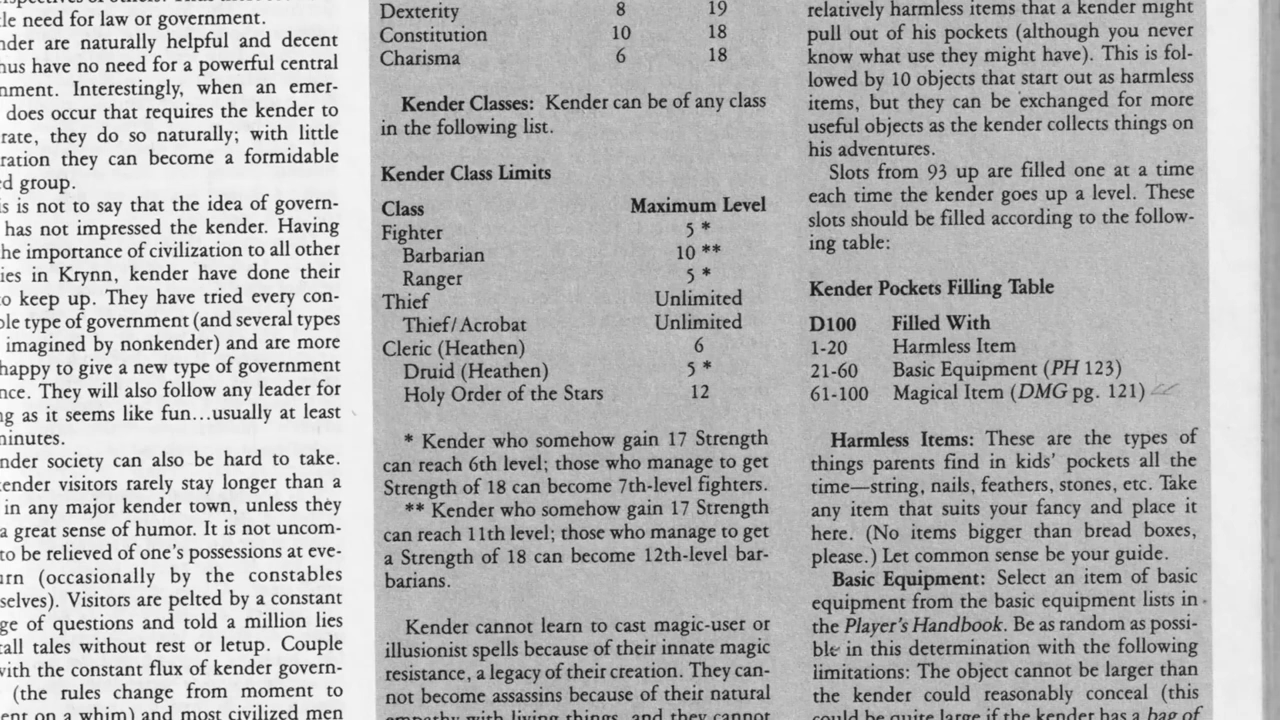 le need for law or government.
nder are naturally helpful and decent
hus have no need for a powerful central
nment. Interestingly, when an emer-
does occur that requires the kender to
rate, they do so naturally; with little
ration they can become a formidable
d group.
is is not to say that the idea of govern-
has not impressed the kender. Having
he importance of civilization to all other
ies in Krynn, kender have done their
o keep up. They have tried every con-
ble type of government (and several types
imagined by nonkender) and are more
happy to give a new type of government
nce. They will also follow any leader for
ng as it seems like fun...usually at least
minutes.
nder society can also be hard to take.
ender visitors rarely stay longer than a
in any major kender town, unless they
a great sense of humor. It is not uncom-
to be relieved of one's possessions at eve-
urn (occasionally by the constables
selves). Visitors are pelted by a constant
ge of questions and told a million lies
tall tales without rest or letup. Couple
with the constant flux of kender govern-
(the rules change from moment to
ent on a whim) and most civilized men
Dexterity 8 19
Constitution 10 18
Charisma 6 18
Kender Classes: Kender can be of any class
in the following list.
Kender Class Limits
Class Maximum Level
Fighter 5 *
Barbarian 10 **
Ranger 5 *
Thief Unlimited
Thief/Acrobat Unlimited
Cleric (Heathen) 6
Druid (Heathen) 5 *
Holy Order of the Stars 12
* Kender who somehow gain 17 Strength
can reach 6th level; those who manage to get
Strength of 18 can become 7th-level fighters.
** Kender who somehow gain 17 Strength
can reach 11th level; those who manage to get
a Strength of 18 can become 12th-level bar-
barians.
Kender cannot learn to cast magic-user or
illusionist spells because of their innate magic
resistance, a legacy of their creation. They can-
not become assassins because of their natural
empathy with living things, and they cannot
relatively harmless items that a kender might
pull out of his pockets (although you never
know what use they might have). This is fol-
lowed by 10 objects that start out as harmless
items, but they can be exchanged for more
useful objects as the kender collects things on
his adventures.
Slots from 93 up are filled one at a time
each time the kender goes up a level. These
slots should be filled according to the follow-
ing table:
Kender Pockets Filling Table
D100 Filled With
1-20 Harmless Item
21-60 Basic Equipment (PH 123)
61-100 Magical Item (DMG pg. 121)
Harmless Items: These are the types of
things parents find in kids' pockets all the
time—string, nails, feathers, stones, etc. Take
any item that suits your fancy and place it
here. (No items bigger than bread boxes,
please.) Let common sense be your guide.
Basic Equipment: Select an item of basic
equipment from the basic equipment lists in
the Player's Handbook. Be as random as possi-
ble in this determination with the following
limitations: The object cannot be larger than
the kender could reasonably conceal (this
could be quite large if the kender has a bag of